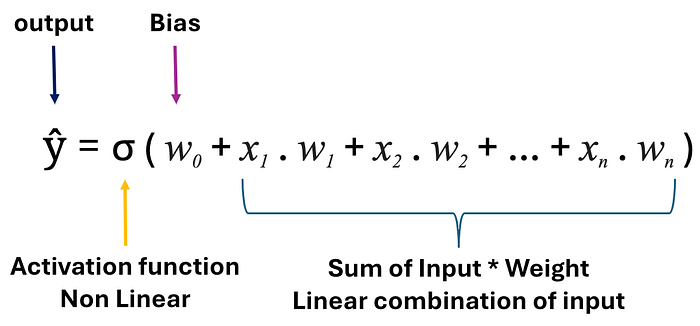 output Bias
ŷ = σ ( w₀ + x₁ . w₁ + x₂ . w₂ + ... + xₙ . wₙ )
Activation function
Non Linear
Sum of Input * Weight
Linear combination of input